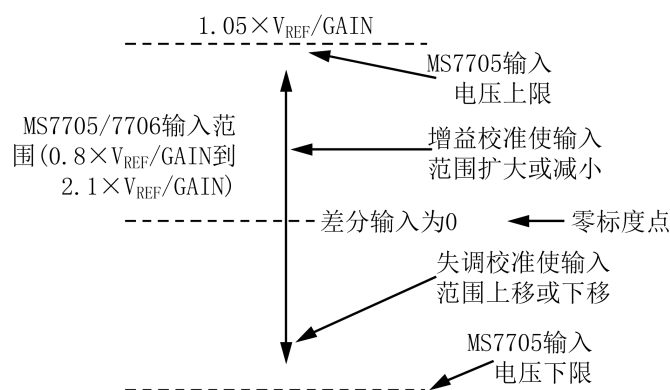 1.05×VREF/GAIN
MS7705输入
电压上限
MS7705/7706输入范
围(0.8×VREF/GAIN到
2.1×VREF/GAIN)
增益校准使输入
范围扩大或减小
差分输入为0
零标度点
失调校准使输入
范围上移或下移
MS7705输入
电压下限